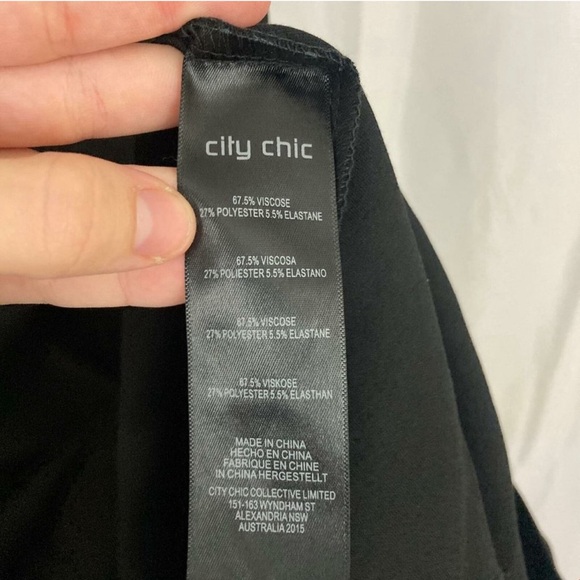 city chic
67.5% VISCOSE
27% POLYESTER 5.5% ELASTANE
67.5% VISCOSA
27% POLIESTER 5.5% ELASTANO
67.5% VISCOSE
27% POLYESTER 5.5% ELASTANE
67.5% VISKOSE
27% POLYESTER 5.5% ELASTHAN
MADE IN CHINA
HECHO EN CHINA
FABRIQUE EN CHINE
IN CHINA HERGESTELLT
CITY CHIC COLLECTIVE LIMITED
151-163 WYNDHAM ST
ALEXANDRIA NSW
AUSTRALIA 2015